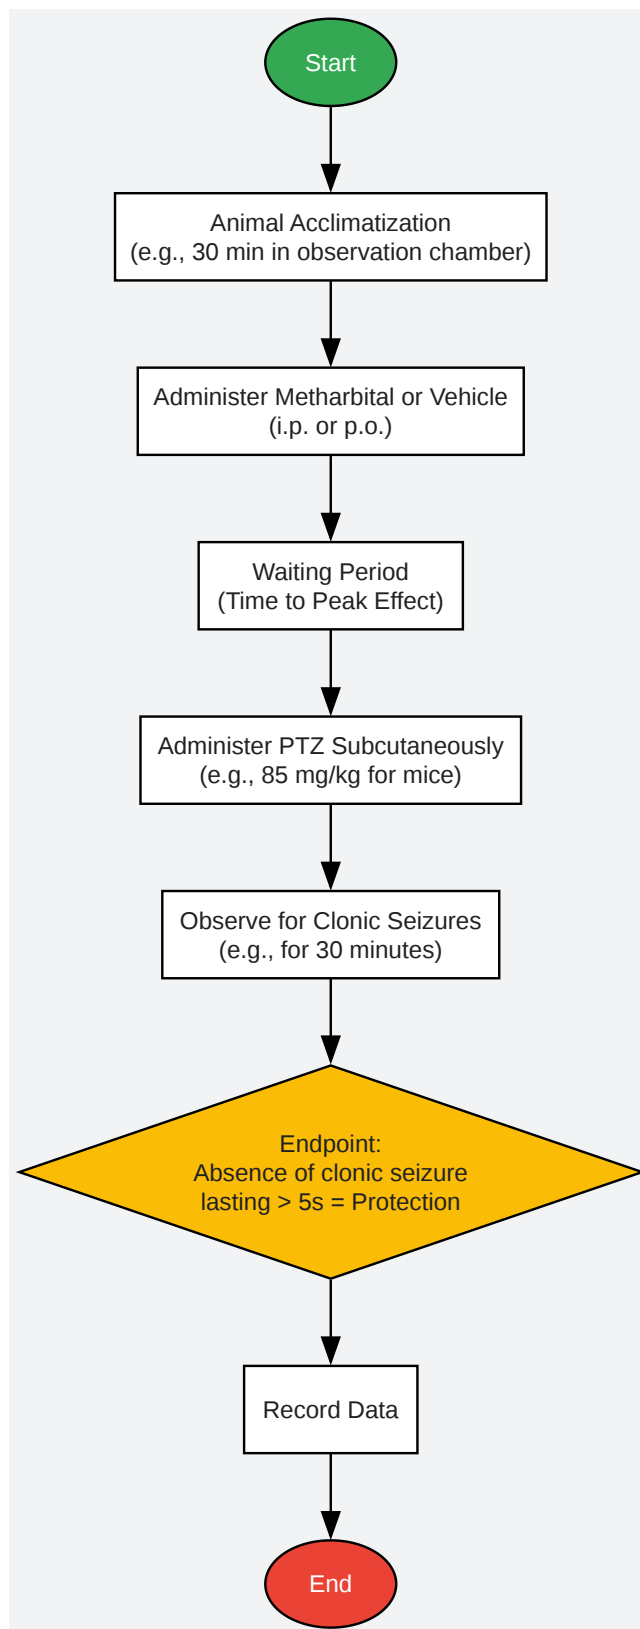 Start
Animal Acclimatization
(e.g., 30 min in observation chamber)
Administer Metharbital or Vehicle
(i.p. or p.o.)
Waiting Period
(Time to Peak Effect)
Administer PTZ Subcutaneously
(e.g., 85 mg/kg for mice)
Observe for Clonic Seizures
(e.g., for 30 minutes)
Endpoint:
Absence of clonic seizure
lasting > 5s = Protection
Record Data
End